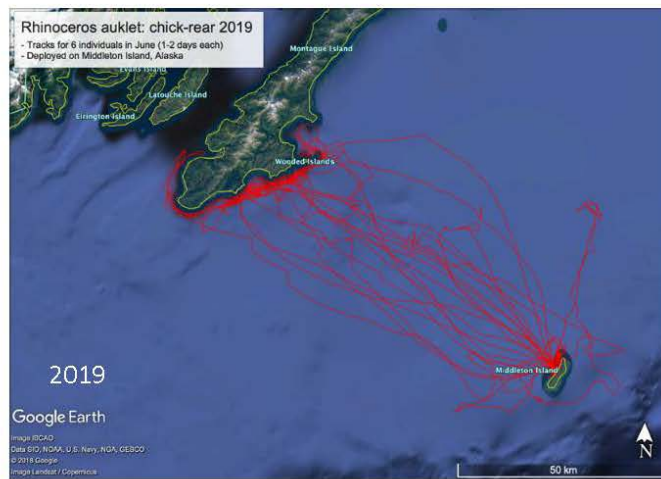 Rhinoceros auklet: chick-rear 2019
- Tracks for 6 individuals in June (1-2 days each)
- Deployed on Middleton Island, Alaska
Montague Island
Evans Island
Latouche Island
Elrington Island
Wooded Islands
Middleton Island
2019
Google Earth
Image IBCAO
Data SIO, NOAA, U.S. Navy, NGA, GEBCO
© 2018 Google
Image Landsat / Copernicus
N
50 km